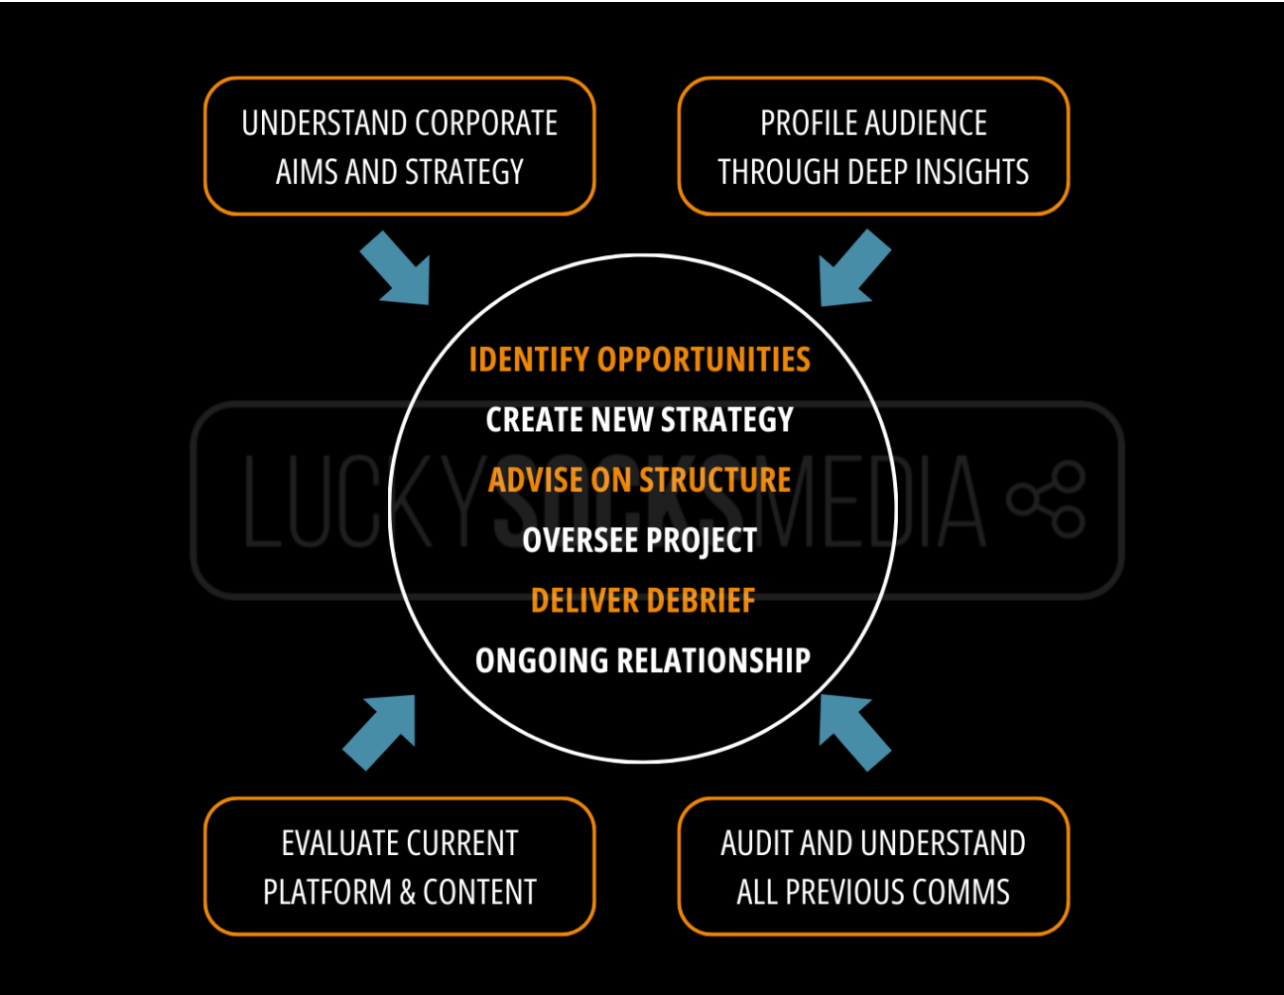 UNDERSTAND CORPORATE
AIMS AND STRATEGY
PROFILE AUDIENCE
THROUGH DEEP INSIGHTS
IDENTIFY OPPORTUNITIES
CREATE NEW STRATEGY
ADVISE ON STRUCTURE
LUCKYSOCKSMEDIA
OVERSEE PROJECT
DELIVER DEBRIEF
ONGOING RELATIONSHIP
EVALUATE CURRENT
PLATFORM & CONTENT
AUDIT AND UNDERSTAND
ALL PREVIOUS COMMS